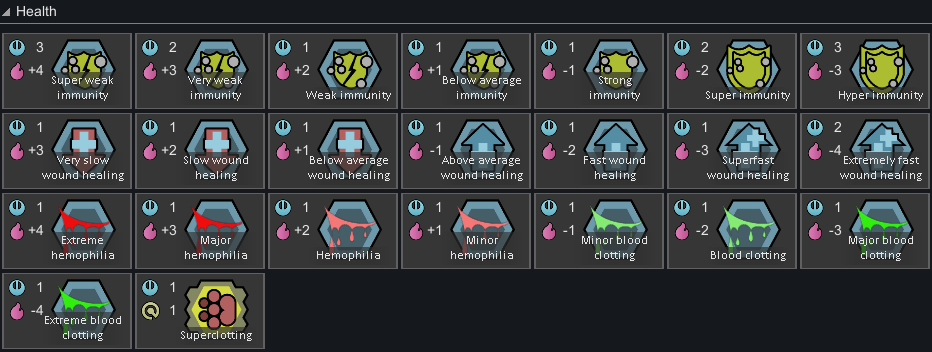 Health
3
+4
Super weak
immunity
2
+3
Very weak
immunity
1
+2
Weak immunity
1
+1
Below average
immunity
1
-1
Strong
immunity
2
-2
Super immunity
3
-3
Hyper immunity
1
+3
Very slow
wound healing
1
+2
Slow wound
healing
1
+1
Below average
wound healing
1
-1
Above average
wound healing
1
-2
Fast wound
healing
1
-3
Superfast
wound healing
2
-4
Extremely fast
wound healing
1
+4
Extreme
hemophilia
1
+3
Major
hemophilia
1
+2
Hemophilia
1
+1
Minor
hemophilia
1
-1
Minor blood
clotting
1
-2
Blood clotting
1
-3
Major blood
clotting
1
-4
Extreme blood
clotting
1
1
Superclotting